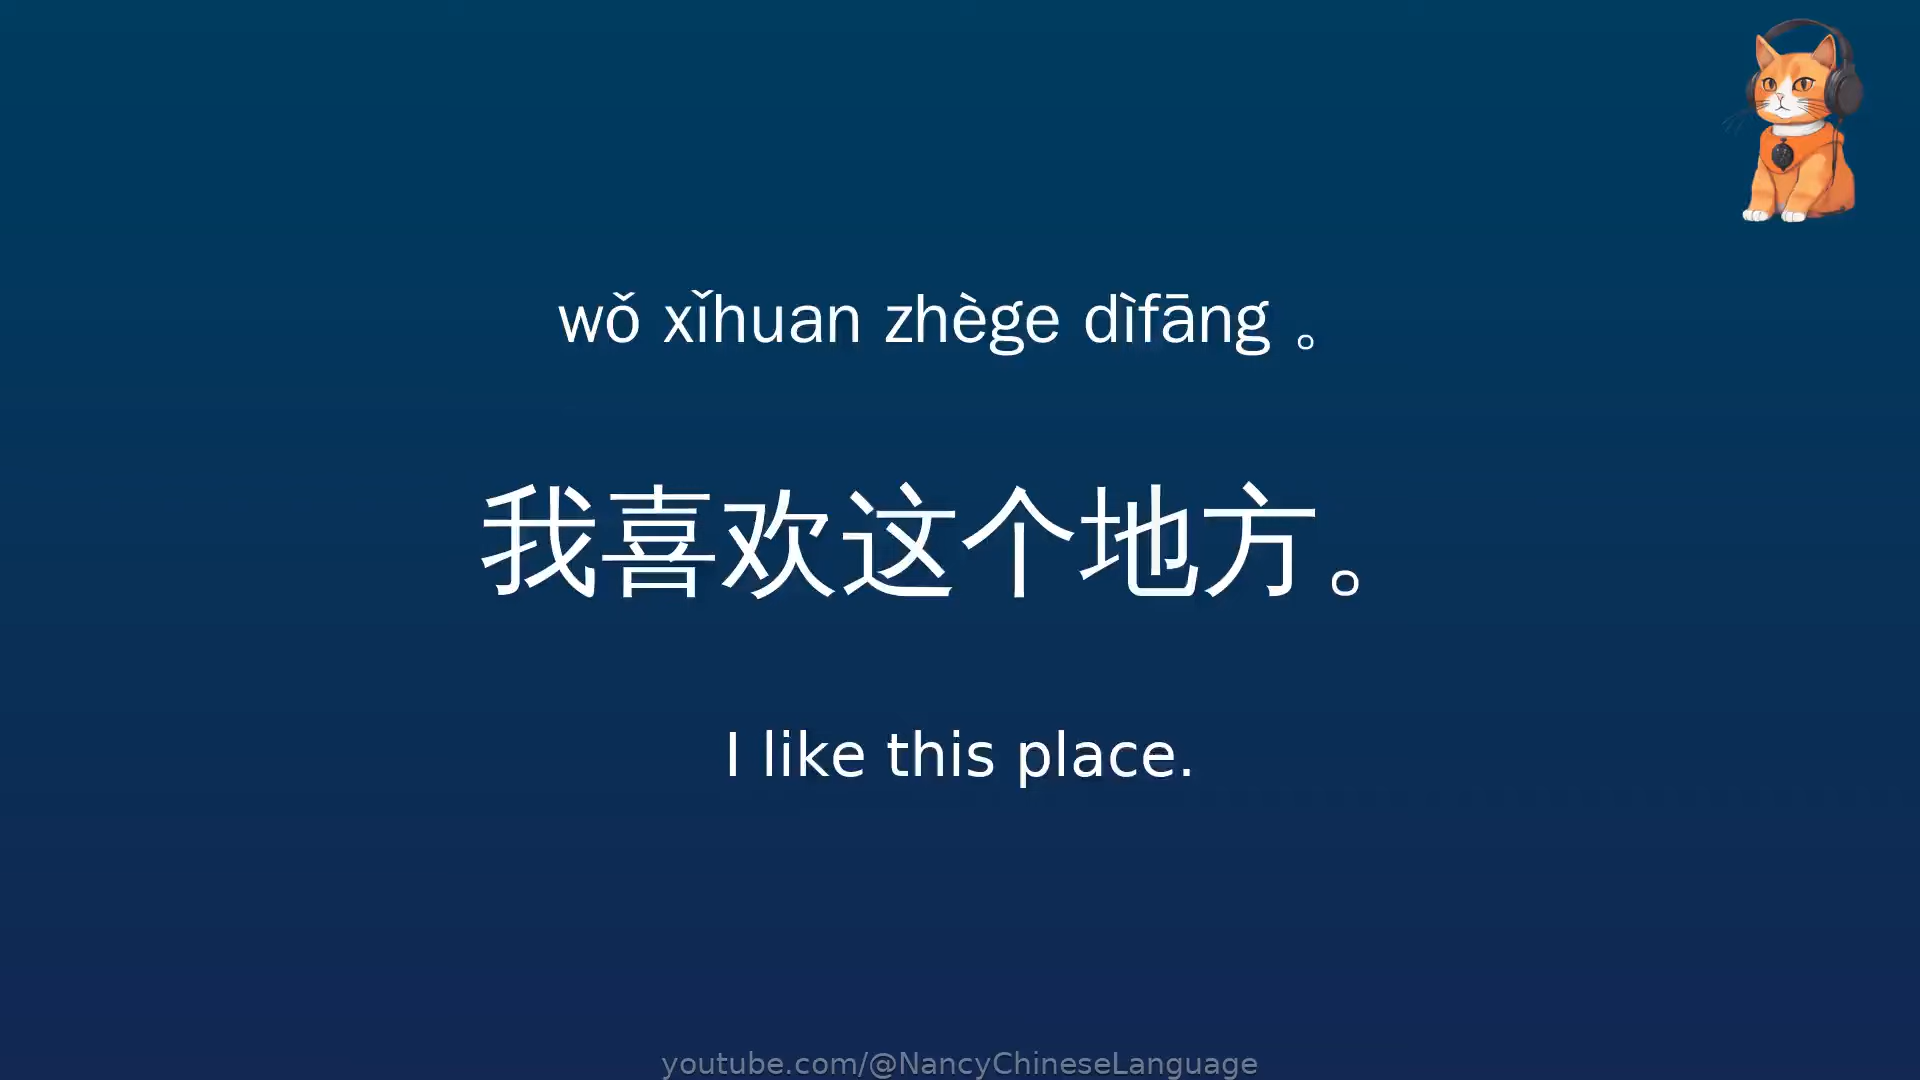 wǒ xǐhuan zhège dìfāng 。
我喜欢这个地方。
I like this place.
youtube.com/@NancyChineseLanguage